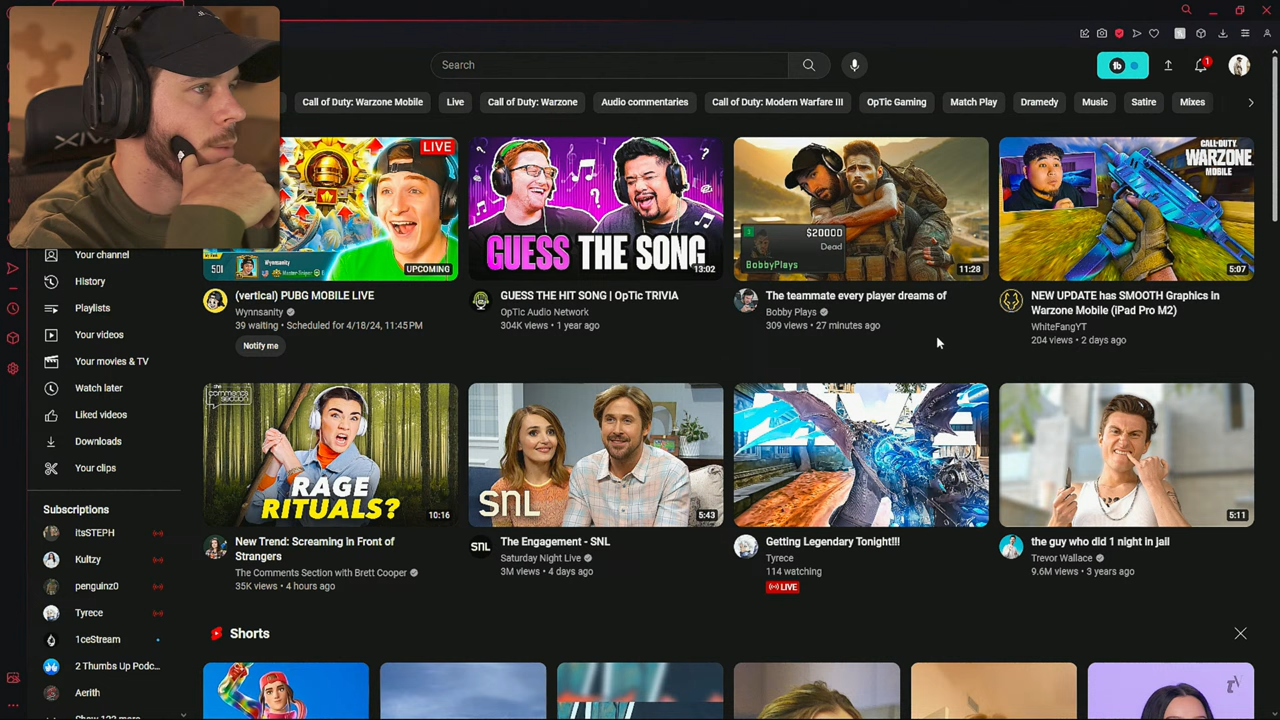 Search
1
Call of Duty: Warzone Mobile
Live
Call of Duty: Warzone
Audio commentaries
Call of Duty: Modern Warfare III
OpTic Gaming
Match Play
Dramedy
Music
Satire
Mixes
LIVE
501
Wynnsanity
UPCOMING
GUESS THE SONG
13:02
$20000
Dead
BobbyPlays
11:28
CALL OF DUTY
WARZONE
MOBILE
5:07
(vertical) PUBG MOBILE LIVE
Wynnsanity
39 waiting • Scheduled for 4/18/24, 11:45 PM
Notify me
GUESS THE HIT SONG | OpTic TRIVIA
OpTic Audio Network
304K views • 1 year ago
The teammate every player dreams of
Bobby Plays
309 views • 27 minutes ago
NEW UPDATE has SMOOTH Graphics in
Warzone Mobile (iPad Pro M2)
WhiteFangYT
204 views • 2 days ago
Your channel
History
Playlists
Your videos
Your movies & TV
Watch later
Liked videos
Downloads
Your clips
Subscriptions
itsSTEPH
Kultzy
penguinz0
Tyrece
1ceStream
2 Thumbs Up Podc...
Aerith
the comments
section
RAGE
RITUALS?
10:16
SNL
5:43
5:11
New Trend: Screaming in Front of
Strangers
The Comments Section with Brett Cooper
35K views • 4 hours ago
SNL
The Engagement - SNL
Saturday Night Live
3M views • 4 days ago
Getting Legendary Tonight!!!
Tyrece
114 watching
LIVE
the guy who did 1 night in jail
Trevor Wallace
9.6M views • 3 years ago
Shorts